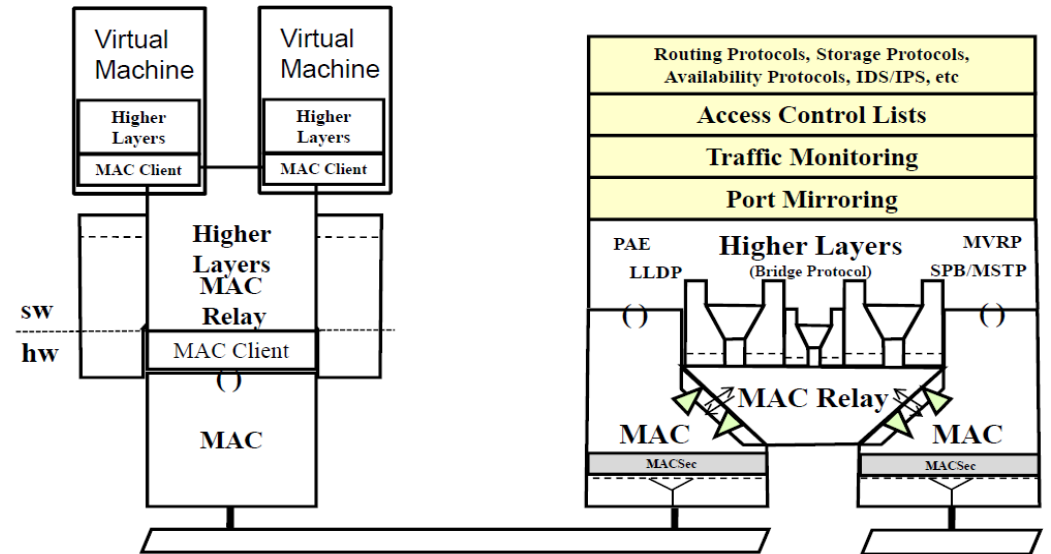 Virtual
Machine
Higher
Layers
MAC Client
Virtual
Machine
Higher
Layers
MAC Client
Higher
Layers
MAC
Relay
sw
hw
MAC Client
( )
MAC
Routing Protocols, Storage Protocols,
Availability Protocols, IDS/IPS, etc
Access Control Lists
Traffic Monitoring
Port Mirroring
PAE
LLDP
Higher Layers
(Bridge Protocol)
MVRP
SPB/MSTP
( )
( )
MAC Relay
MAC
MAC
MACSec
MACSec